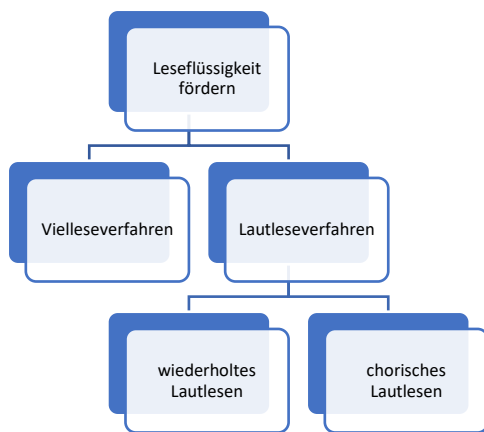 Leseflüssigkeit
fördern
Vielleseverfahren
Lautleseverfahren
wiederholtes
Lautlesen
chorisches
Lautlesen